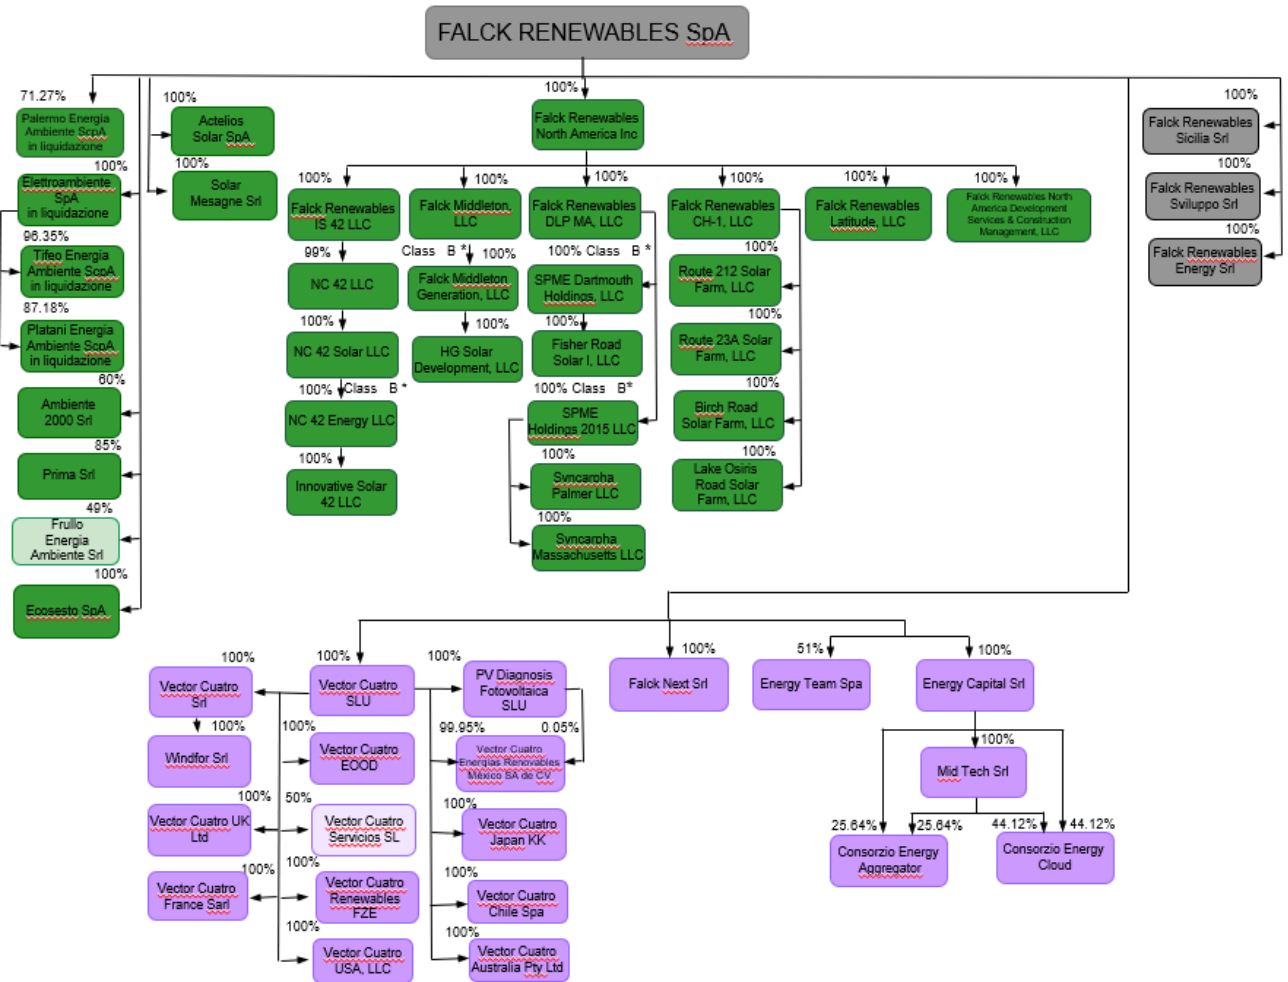 FALCK RENEWABLES SpA
71.27%
Palermo Energia
Ambiente ScpA
in liquidazione
100%
Elettroambiente
SpA
in liquidazione
96.35%
Tifeo Energia
Ambiente ScpA
in liquidazione
87.18%
Platani Energia
Ambiente ScpA
in liquidazione
60%
Ambiente
2000 Srl
85%
Prima Srl
49%
Frullo
Energia
Ambiente Srl
100%
Ecosesto SpA
100%
Actelios
Solar SpA
100%
Solar
Mesagne Srl
100%
Falck Renewables
North America Inc
100%
Falck Renewables
IS 42 LLC
99%
NC 42 LLC
100%
NC 42 Solar LLC
100% Class B *
NC 42 Energy LLC
100%
Innovative Solar
42 LLC
100%
Falck Middleton,
LLC
Class B * 100%
Falck Middleton
Generation, LLC
100%
HG Solar
Development, LLC
100%
Falck Renewables
DLP MA, LLC
100% Class B *
SPME Dartmouth
Holdings, LLC
100%
Fisher Road
Solar I, LLC
100% Class B*
SPME
Holdings 2015 LLC
100%
Syncarpha
Palmer LLC
100%
Syncarpha
Massachusetts LLC
100%
Falck Renewables
CH-1, LLC
100%
Route 212 Solar
Farm, LLC
100%
Route 23A Solar
Farm, LLC
100%
Birch Road
Solar Farm, LLC
100%
Lake Osiris
Road Solar
Farm, LLC
100%
Falck Renewables
Latitude, LLC
100%
Falck Renewables North
America Development
Services & Construction
Management, LLC
100%
Falck Renewables
Sicilia Srl
100%
Falck Renewables
Sviluppo Srl
100%
Falck Renewables
Energy Srl
100%
Vector Cuatro
Srl
100%
Windfor Srl
100%
Vector Cuatro UK
Ltd
100%
Vector Cuatro
France Sarl
100%
Vector Cuatro
SLU
100%
Vector Cuatro
EOOD
50%
Vector Cuatro
Servicios SL
100%
Vector Cuatro
Renewables
FZE
100%
Vector Cuatro
USA, LLC
100%
PV Diagnosis
Fotovoltaica
SLU
99.95% 0.05%
Vector Cuatro
Energias Renovables
México SA de CV
100%
Vector Cuatro
Japan KK
100%
Vector Cuatro
Chile Spa
100%
Vector Cuatro
Australia Pty Ltd
100%
Falck Next Srl
51%
Energy Team Spa
100%
Energy Capital Srl
100%
Mid Tech Srl
25.64% 25.64%
Consorzio Energy
Aggregator
44.12% 44.12%
Consorzio Energy
Cloud